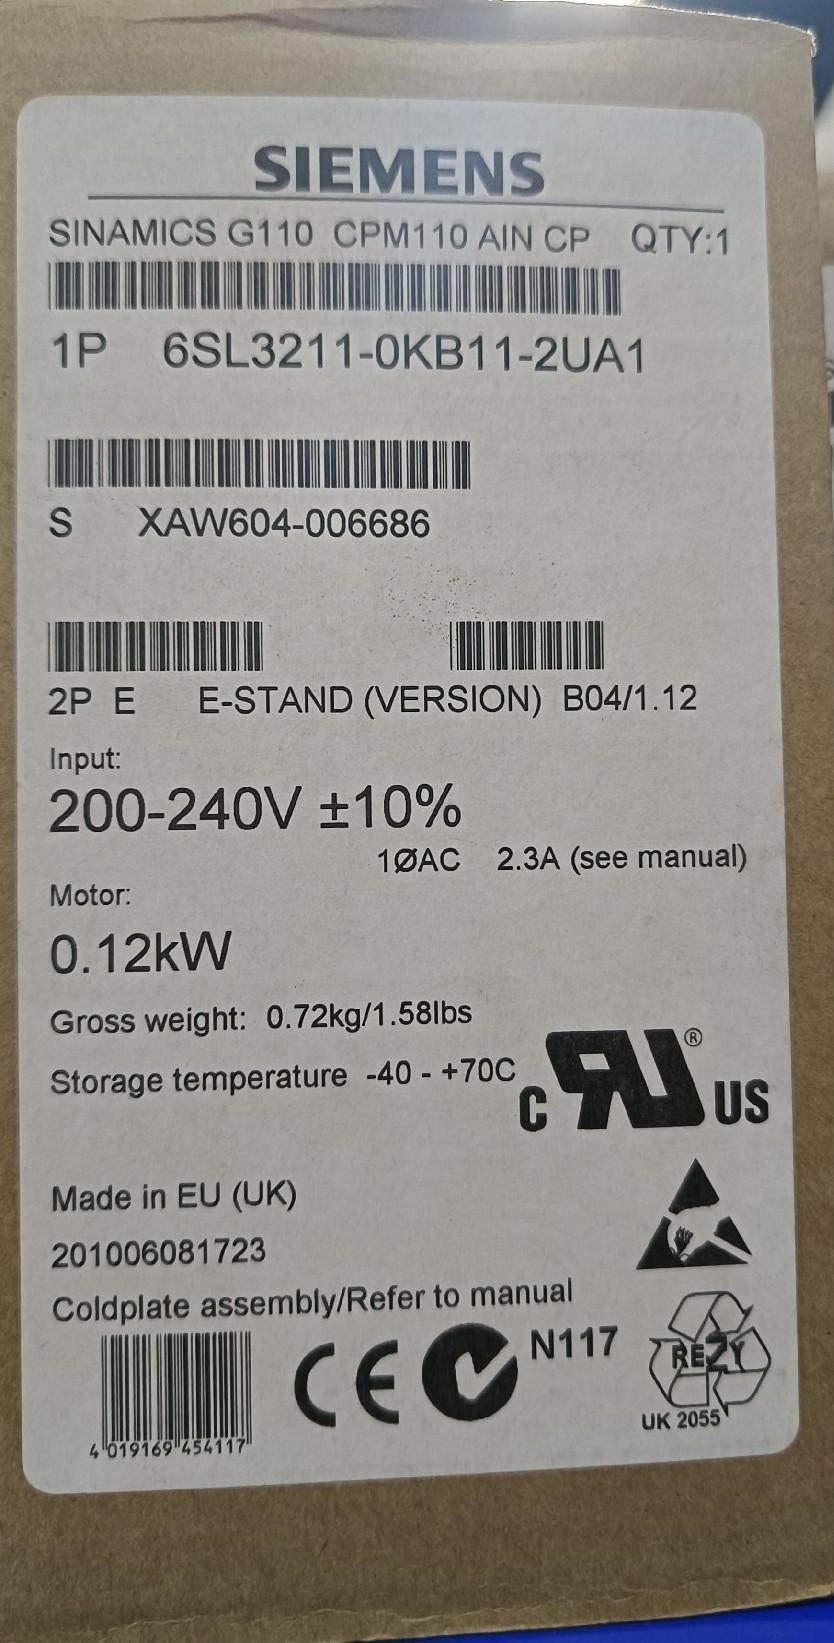 SIEMENS
SINAMICS G110 CPM110 AIN CP QTY:1
1P 6SL3211-0KB11-2UA1
S XAW604-006686
2P E E-STAND (VERSION) B04/1.12
Input:
200-240V ±10%
1ØAC 2.3A (see manual)
Motor:
0.12kW
Gross weight: 0.72kg/1.58lbs
Storage temperature -40 - +70C
c RU ® US
Made in EU (UK)
201006081723
Coldplate assembly/Refer to manual
CE N117
REZY
UK 2055
4 019169 454117